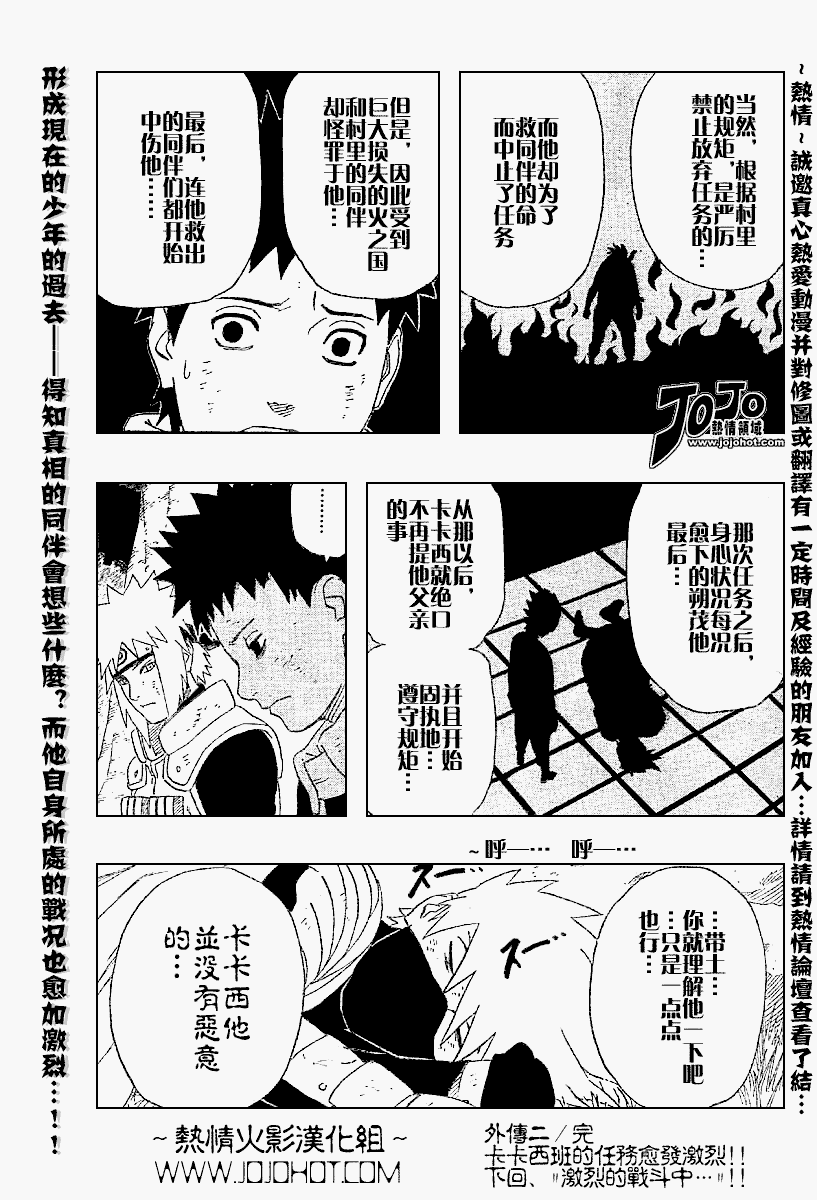 ~熱情~誠邀真心熱愛動漫并對修圖或翻譯有一定時間及經驗的朋友加入…詳情請到熱情論壇查看了結…
当然，根据村里
的规矩，是严厉
禁止放弃任务的…
而他却为了
救同伴的命
而中止了任务
JOJO
熱情領域
www.jojohot.com
但是，因此受到
巨大损失的火之国
和村里的同伴
却怪罪于他…
最后，连他救出
的同伴们都开始
中伤他……
那次任务之后，
身心状况每况
愈下的朔茂他
最后…
从那以后，
卡卡西就绝口
不再提他父亲
的事
并且开始
固执地…
遵守规矩…
……
~呼—… 呼—…
スー
スー
…带土…
你就理解他一下吧
…只是一点点
也行…
卡卡西他
並没有惡意
的…
形成現在的少年的過去——得知真相的同伴會想些什麼？而他自身所處的戰况也愈加激烈…！！
~熱情火影漢化組~
WWW.JOJOHOT.COM
外傳二／完
卡卡西班的任務愈發激烈!!
下回、〝激烈的戰斗中…〞!!